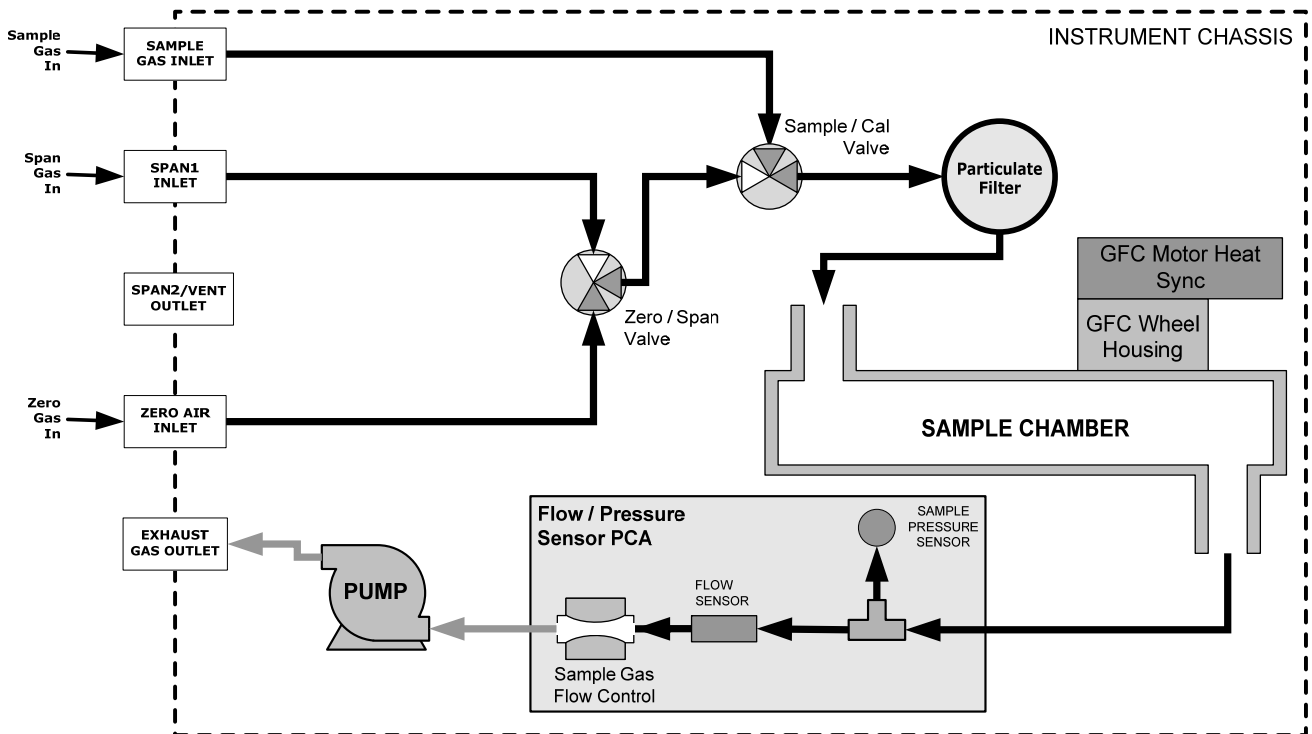 INSTRUMENT CHASSIS
Sample
Gas
In
SAMPLE
GAS INLET
Sample / Cal
Valve
Span
Gas
In
SPAN1
INLET
Particulate
Filter
SPAN2/VENT
OUTLET
Zero / Span
Valve
GFC Motor Heat
Sync
GFC Wheel
Housing
Zero
Gas
In
ZERO AIR
INLET
SAMPLE CHAMBER
EXHAUST
GAS OUTLET
PUMP
Flow / Pressure
Sensor PCA
SAMPLE
PRESSURE
SENSOR
FLOW
SENSOR
Sample Gas
Flow Control